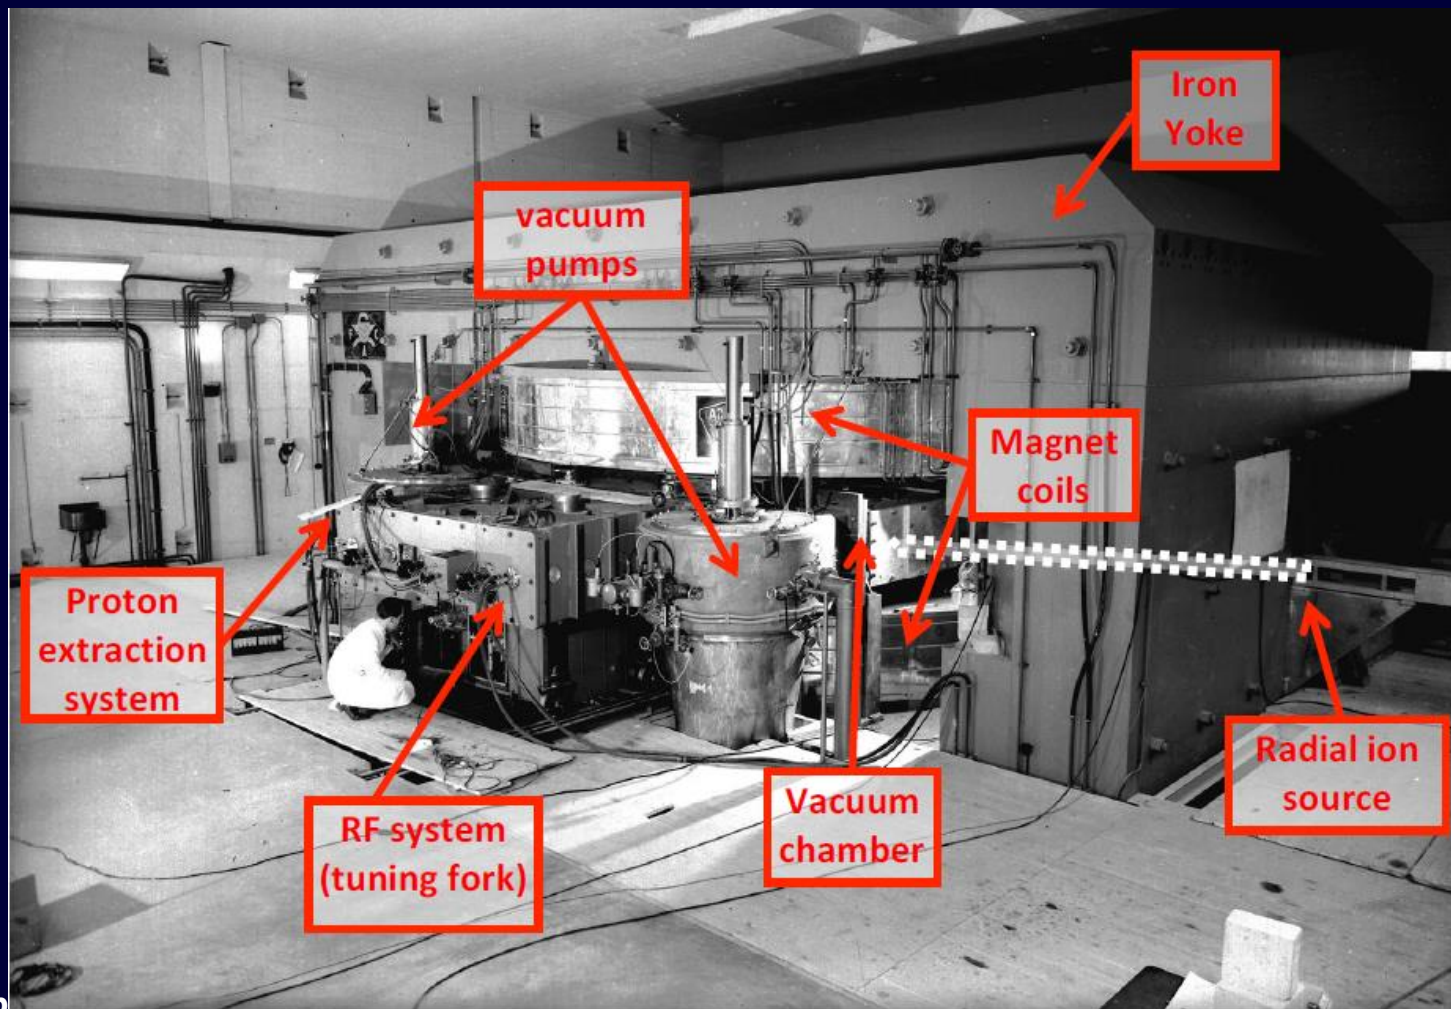 Iron
Yoke
vacuum
pumps
Magnet
coils
Proton
extraction
system
Radial ion
source
Vacuum
chamber
RF system
(tuning fork)